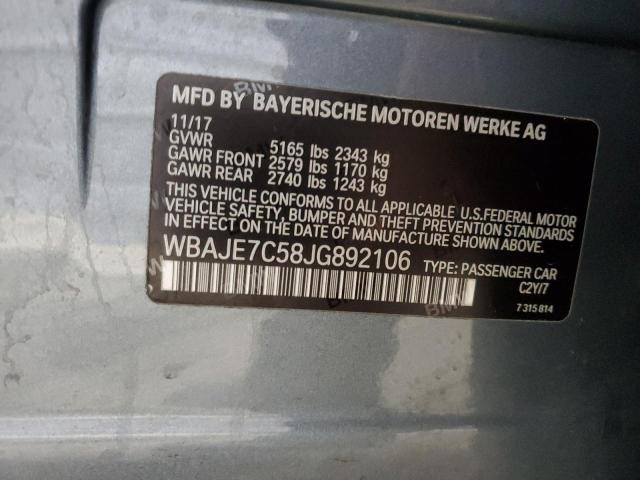 MFD BY BAYERISCHE MOTOREN WERKE AG
11/17
GVWR 5165 lbs 2343 kg
GAWR FRONT 2579 lbs 1170 kg
GAWR REAR 2740 lbs 1243 kg
THIS VEHICLE CONFORMS TO ALL APPLICABLE U.S.FEDERAL MOTOR
VEHICLE SAFETY, BUMPER AND THEFT PREVENTION STANDARDS
IN EFFECT ON THE DATE OF MANUFACTURE SHOWN ABOVE.
WBAJE7C58JG892106 TYPE: PASSENGER CAR
C2Y/7
7 315 814